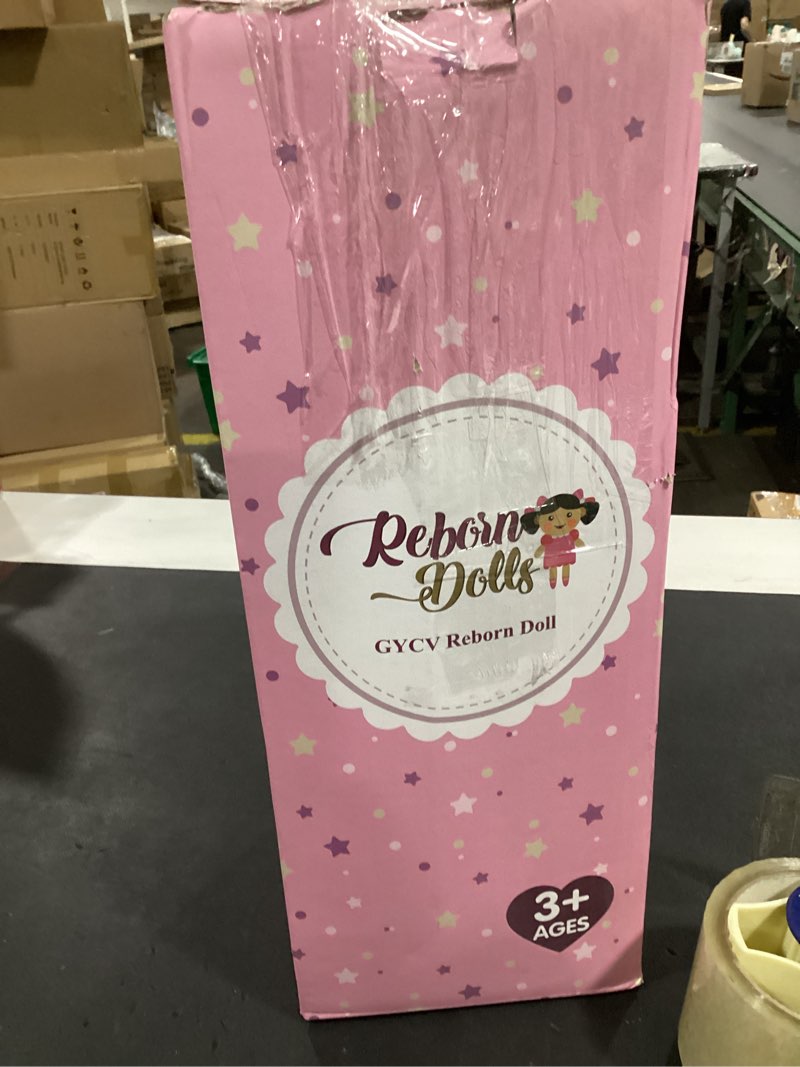 Reborn
Dolls
GYCV Reborn Doll
3+
AGES